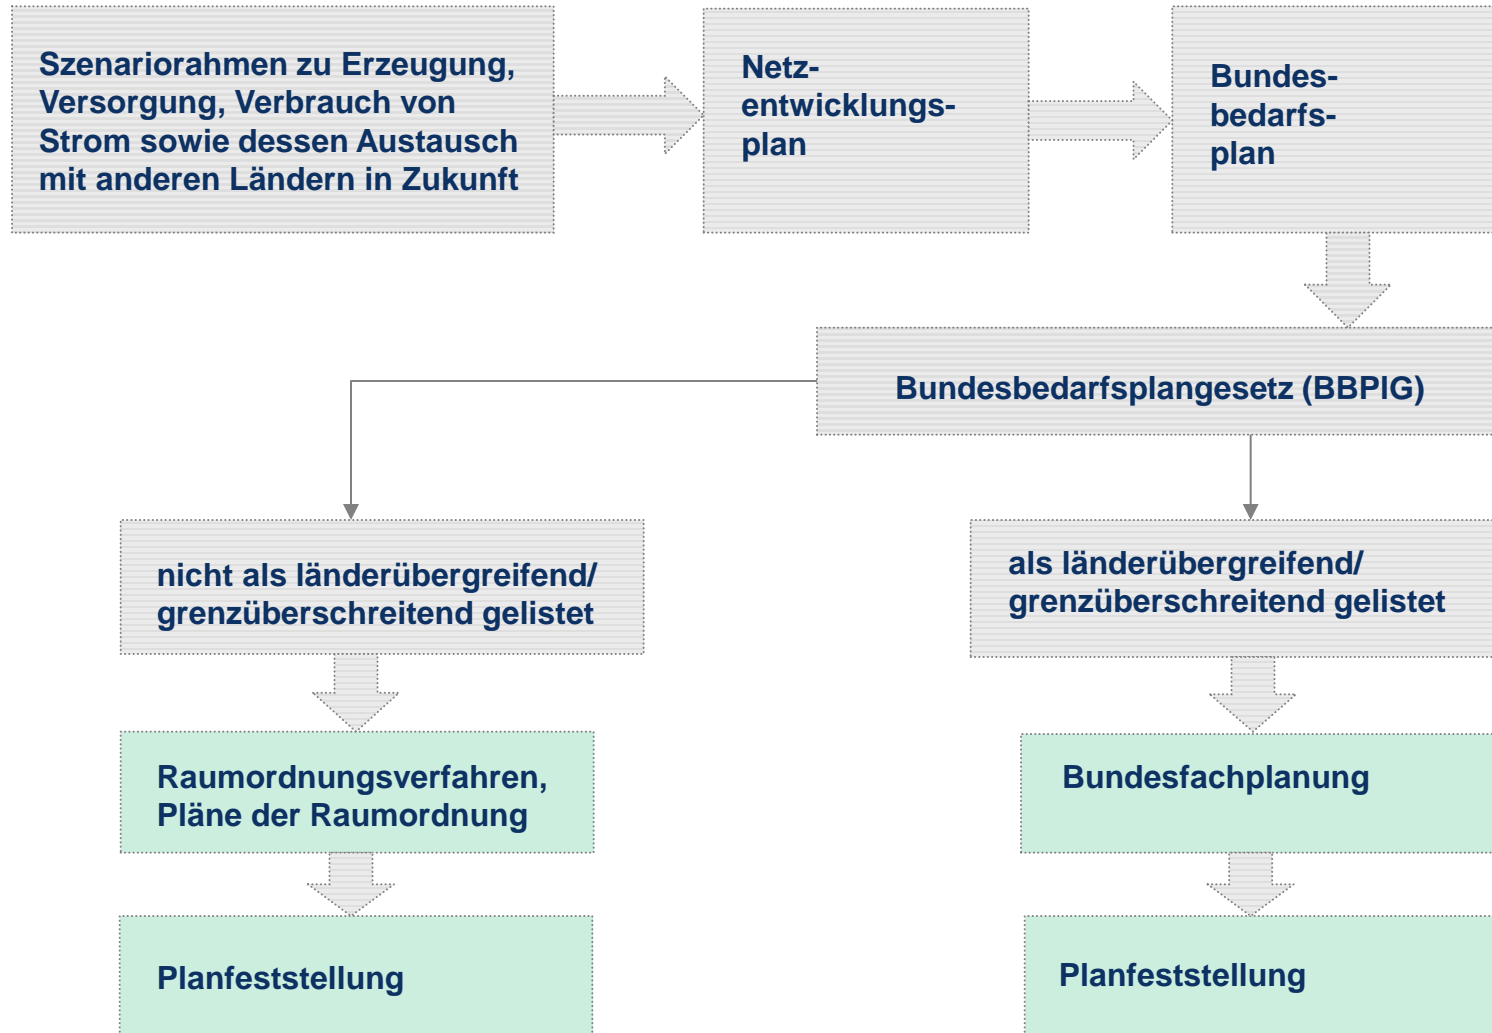 Szenariorahmen zu Erzeugung,
Versorgung, Verbrauch von
Strom sowie dessen Austausch
mit anderen Ländern in Zukunft
Netz-
entwicklungs-
plan
Bundes-
bedarfs-
plan
Bundesbedarfsplangesetz (BBPlG)
nicht als länderübergreifend/
grenzüberschreitend gelistet
als länderübergreifend/
grenzüberschreitend gelistet
Raumordnungsverfahren,
Pläne der Raumordnung
Bundesfachplanung
Planfeststellung
Planfeststellung